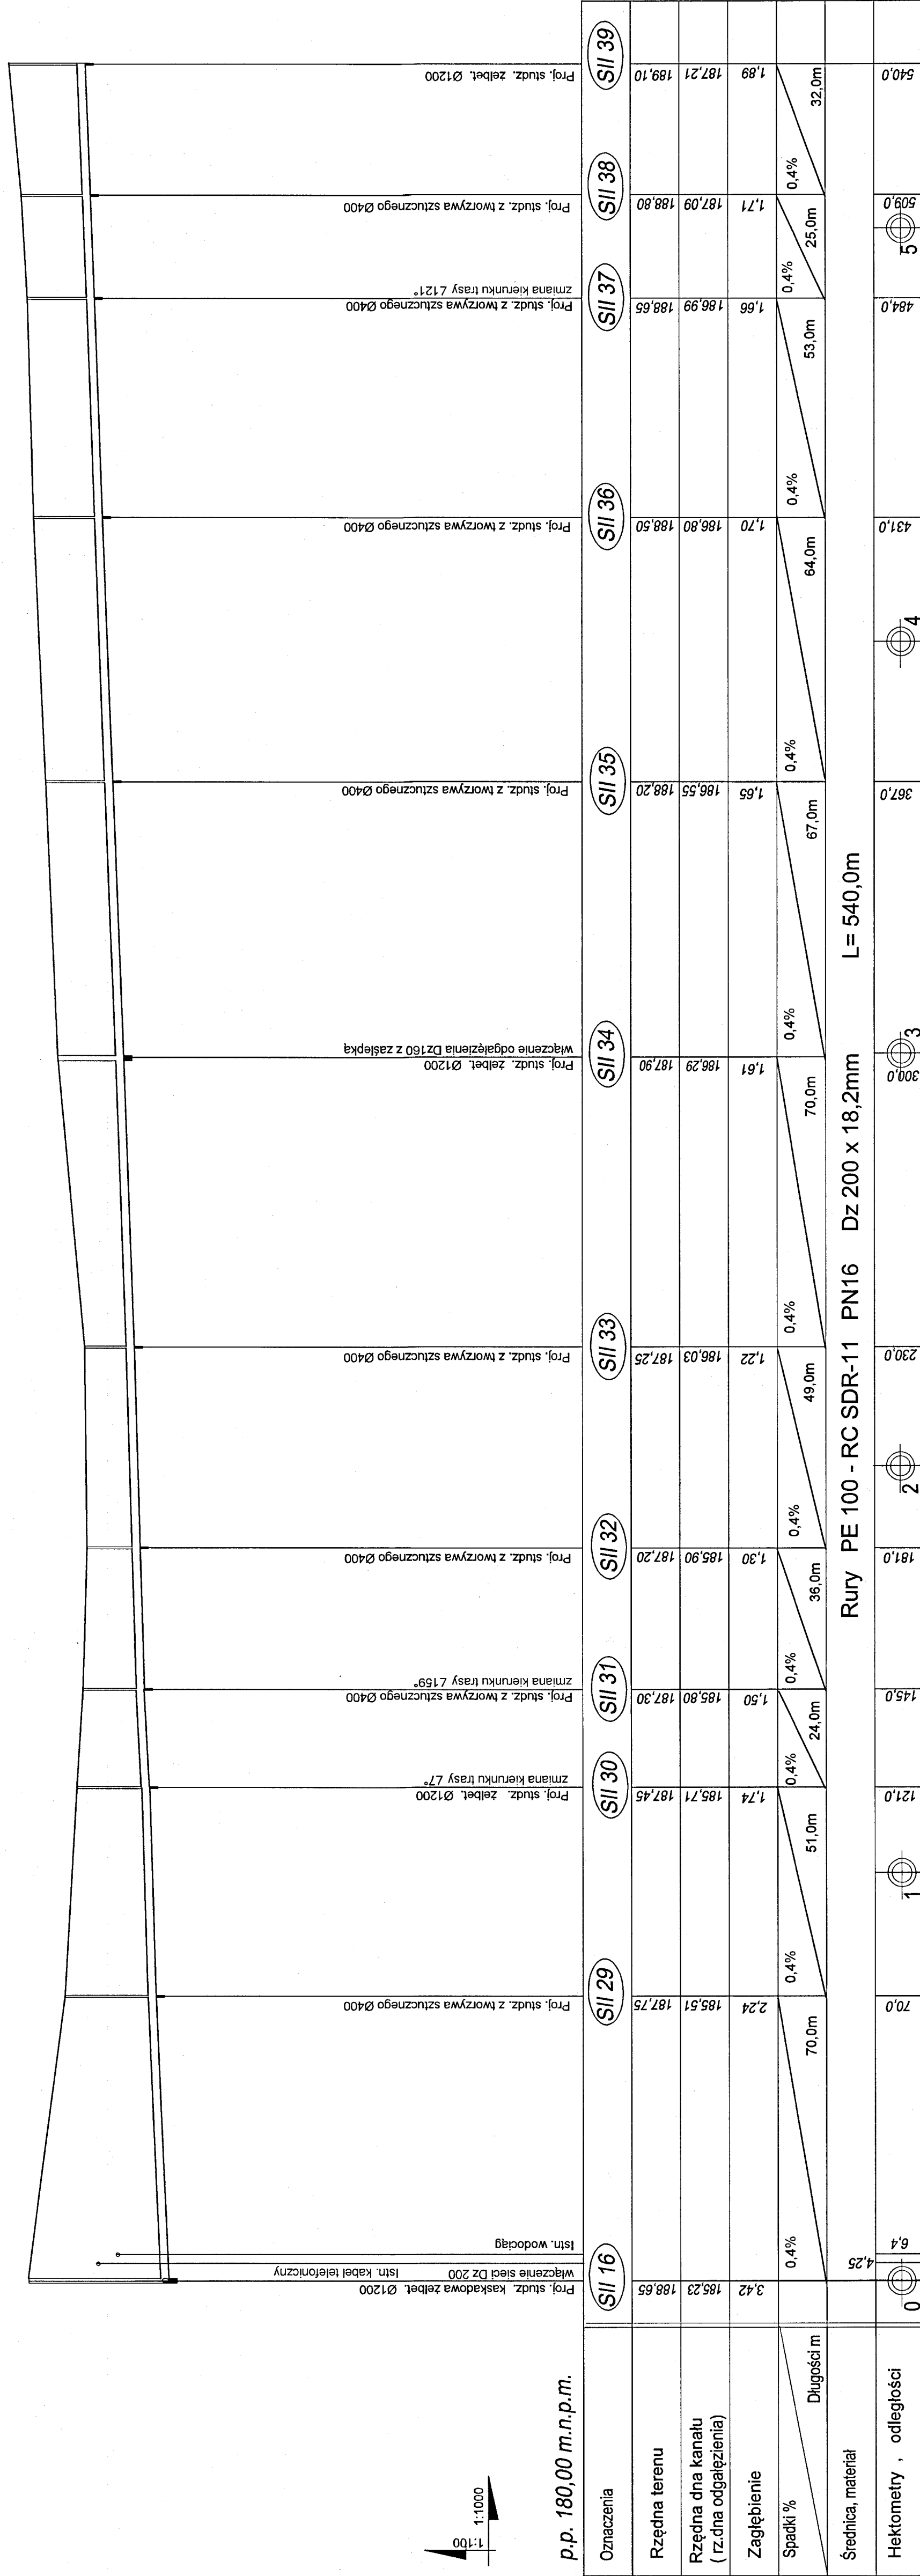 1:100
1:1000
p.p. 180,00 m.n.p.m.
Proj. studz. kaskadowa żelbet. Ø1200
włączenie sieci Dz 200
Istn. kabel telefoniczny
Istn. wodociąg
Proj. studz. z tworzywa sztucznego Ø400
Proj. studz. żelbet. Ø1200
zmiana kierunku trasy ∠7°
Proj. studz. z tworzywa sztucznego Ø400
zmiana kierunku trasy ∠159°
Proj. studz. z tworzywa sztucznego Ø400
Proj. studz. z tworzywa sztucznego Ø400
Proj. studz. żelbet. Ø1200
włączenie odgałęzienia Dz160 z zaślepką
Proj. studz. z tworzywa sztucznego Ø400
Proj. studz. z tworzywa sztucznego Ø400
Proj. studz. z tworzywa sztucznego Ø400
zmiana kierunku trasy ∠121°
Proj. studz. z tworzywa sztucznego Ø400
Proj. studz. żelbet. Ø1200
Oznaczenia SII 16 SII 29 SII 30 SII 31 SII 32 SII 33 SII 34 SII 35 SII 36 SII 37 SII 38 SII 39
Rzędna terenu 188,65 187,75 187,45 187,30 187,20 187,25 187,90 188,20 188,50 188,65 188,80 189,10
Rzędna dna kanału
( rz.dna odgałęzienia) 185,23 185,51 185,71 185,80 185,90 186,03 186,29 186,55 186,80 186,99 187,09 187,21
Zagłębienie 3,42 2,24 1,74 1,50 1,30 1,22 1,61 1,65 1,70 1,66 1,71 1,89
Spadki % 0,4% 0,4% 0,4% 0,4% 0,4% 0,4% 0,4% 0,4% 0,4% 0,4% 0,4%
Długości m 70,0m 51,0m 24,0m 36,0m 49,0m 70,0m 67,0m 64,0m 53,0m 25,0m 32,0m
Średnica, materiał Rury PE 100 - RC SDR-11 PN16 Dz 200 x 18,2mm L= 540,0m
Hektometry , odległości 4,25 6,4 70,0 121,0 145,0 181,0 230,0 300,0 367,0 431,0 484,0 509,0 540,0
0 1 2 3 4 5